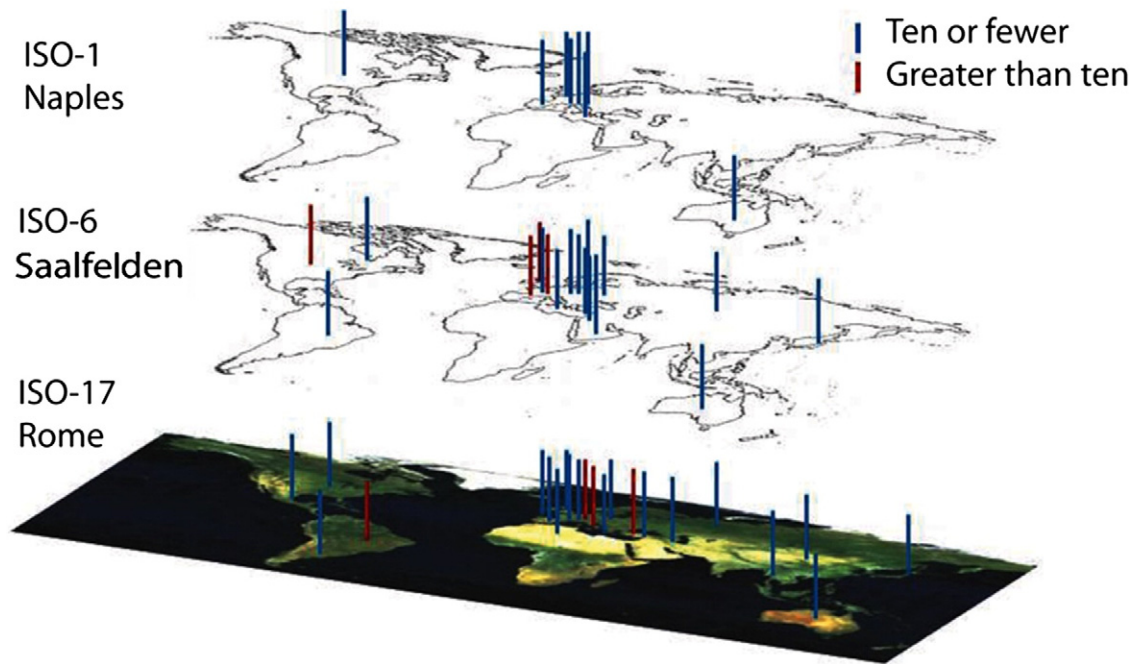 ISO-1
Naples
Ten or fewer
Greater than ten
ISO-6
Saalfelden
ISO-17
Rome